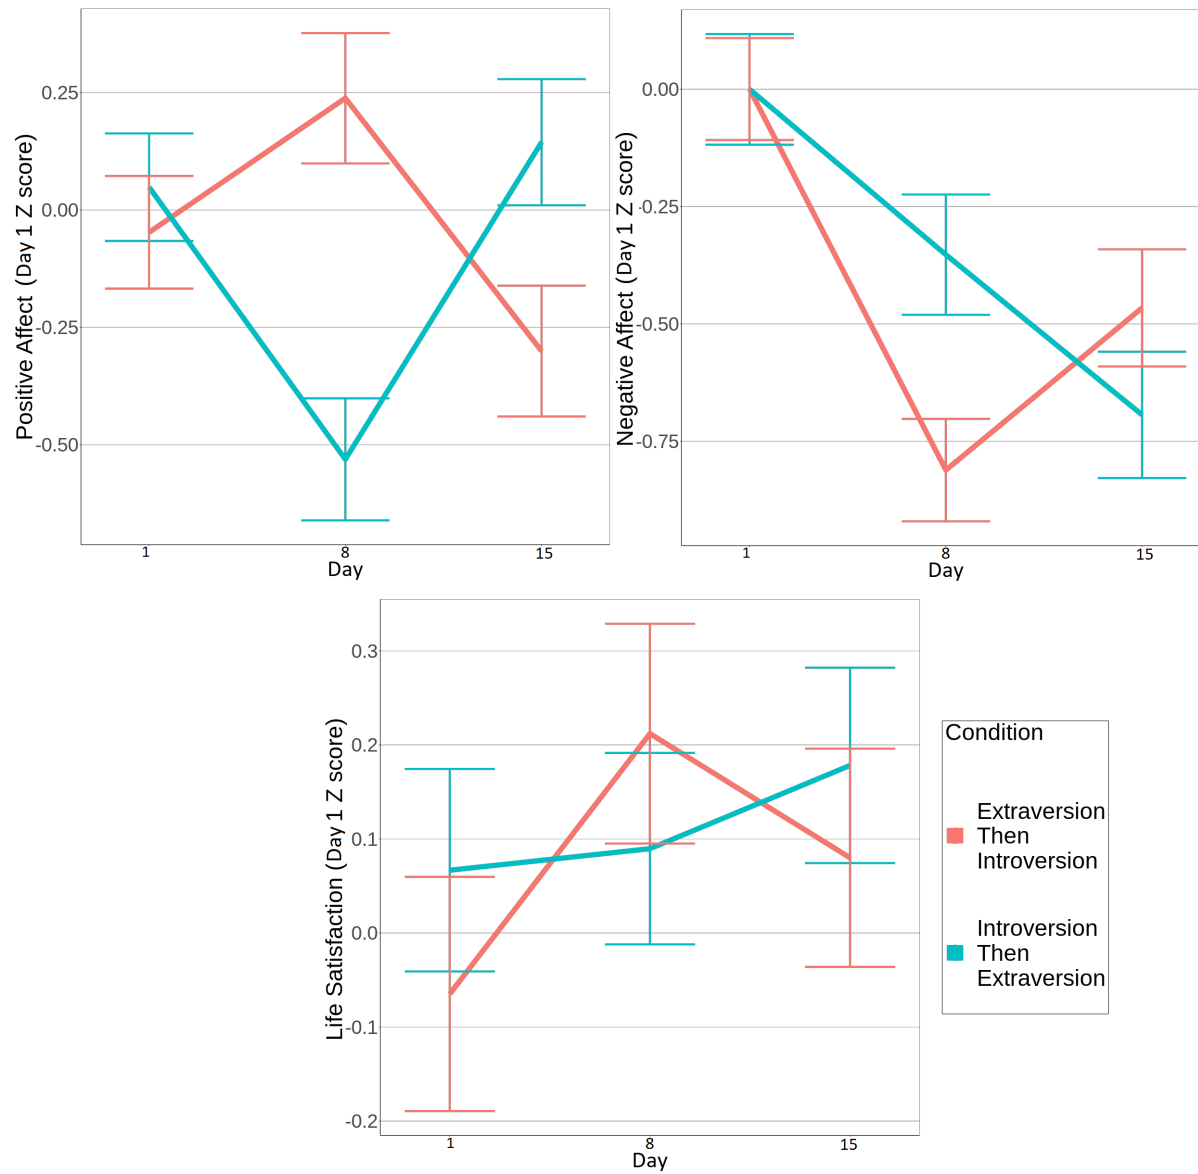 Positive Affect (Day 1 Z score)
0.25
0.00
-0.25
-0.50
1
8
15
Day
Negative Affect (Day 1 Z score)
0.00
-0.25
-0.50
-0.75
1
8
15
Day
Life Satisfaction (Day 1 Z score)
0.3
0.2
0.1
0.0
-0.1
-0.2
1
8
15
Day
Condition
Extraversion
Then
Introversion
Introversion
Then
Extraversion